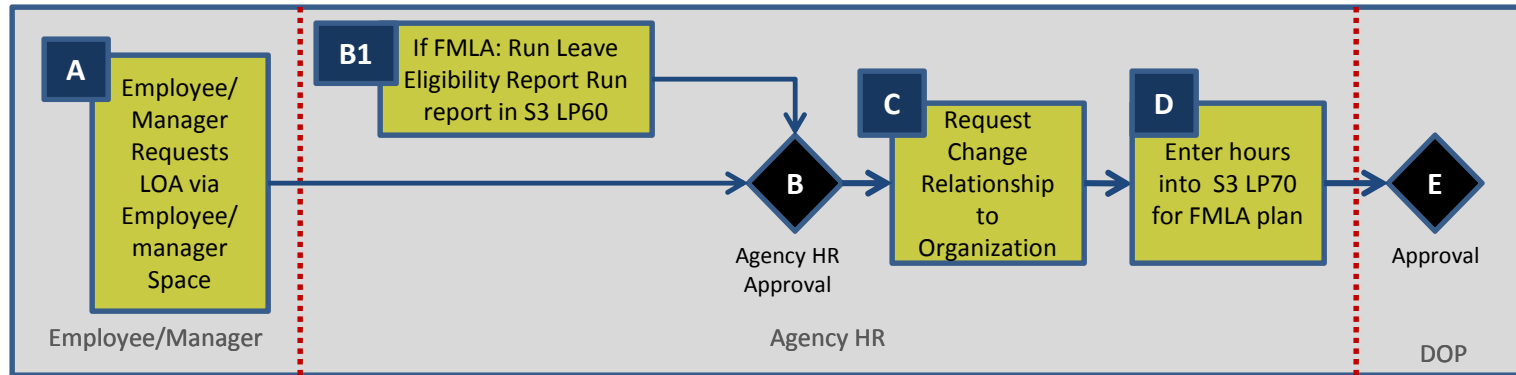 A
Employee/
Manager
Requests
LOA via
Employee/
manager
Space
Employee/Manager
B1
If FMLA: Run Leave
Eligibility Report Run
report in S3 LP60
B
Agency HR
Approval
C
Request
Change
Relationship
to
Organization
D
Enter hours
into S3 LP70
for FMLA plan
Agency HR
E
Approval
DOP